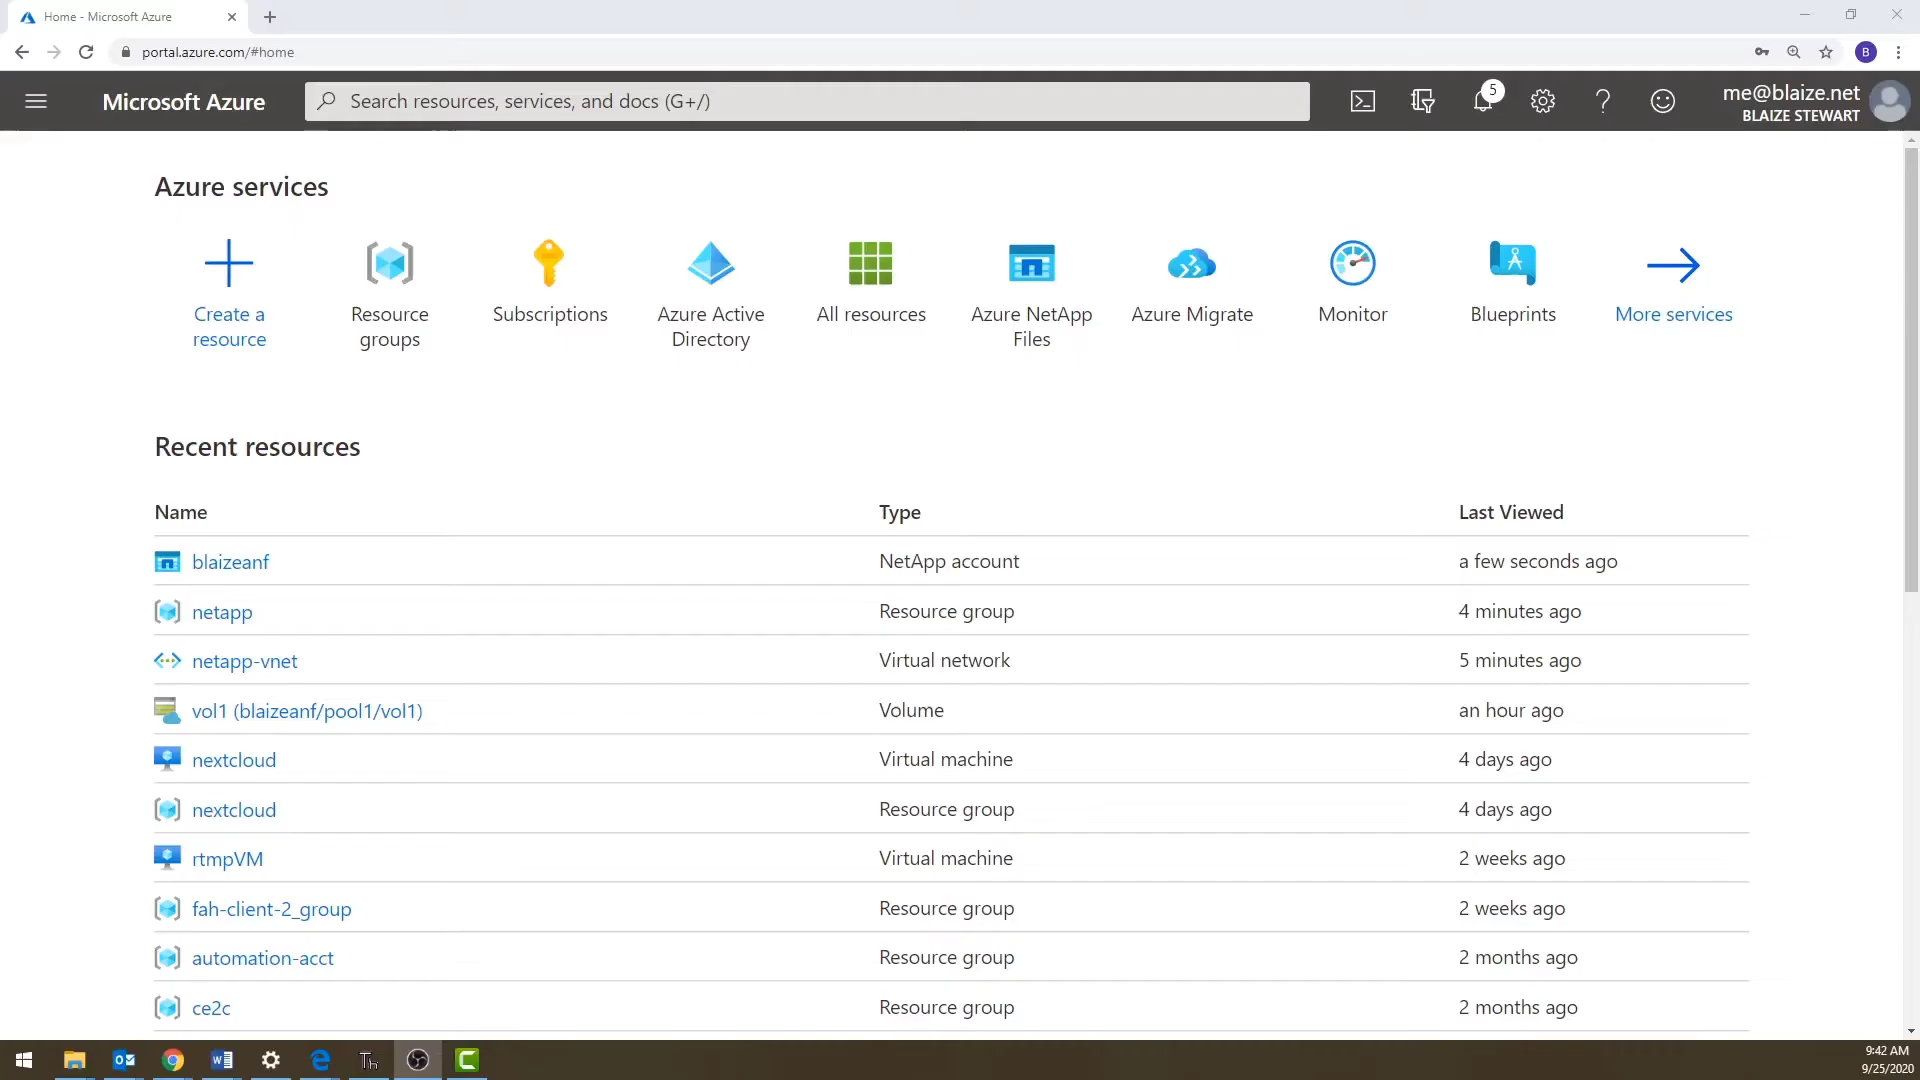 Home - Microsoft Azure
portal.azure.com/#home
B
Microsoft Azure
Search resources, services, and docs (G+/)
5
me@blaize.net
BLAIZE STEWART
Azure services
Create a
resource
Resource
groups
Subscriptions
Azure Active
Directory
All resources
Azure NetApp
Files
Azure Migrate
Monitor
Blueprints
More services
Recent resources
Name Type Last Viewed
blaizeanf NetApp account a few seconds ago
netapp Resource group 4 minutes ago
netapp-vnet Virtual network 5 minutes ago
vol1 (blaizeanf/pool1/vol1) Volume an hour ago
nextcloud Virtual machine 4 days ago
nextcloud Resource group 4 days ago
rtmpVM Virtual machine 2 weeks ago
fah-client-2_group Resource group 2 weeks ago
automation-acct Resource group 2 months ago
ce2c Resource group 2 months ago
9:42 AM
9/25/2020